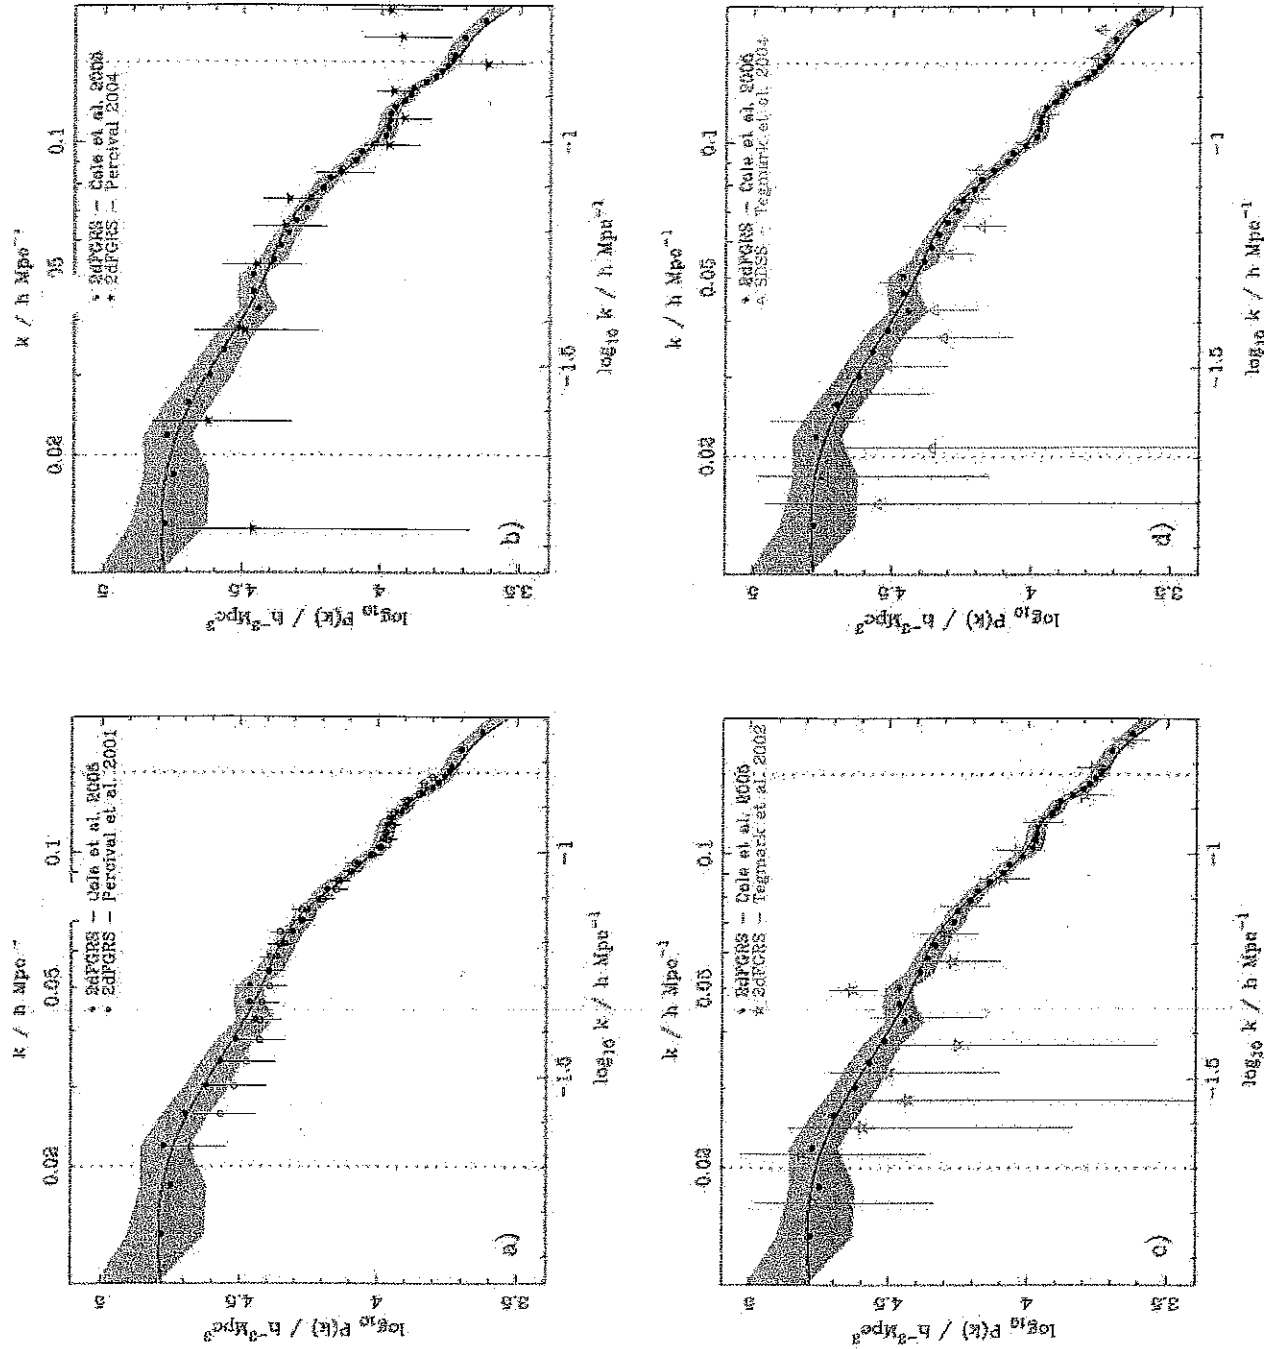 k / h Mpc⁻¹
0.02 0.05 0.1
• 2dFGRS – Cole et al. 2005
∘ 2dFGRS – Percival et al. 2001
5
4.5
4
3.5
log₁₀ P(k) / h⁻³Mpc³
a)
-1.5 -1
log₁₀ k / h Mpc⁻¹
k / h Mpc⁻¹
0.02 .05 0.1
• 2dFGRS – Cole et al. 2005
★ 2dFGRS – Percival 2004
5
4.5
4
3.5
log₁₀ P(k) / h⁻³Mpc³
b)
-1.5 -1
log₁₀ k / h Mpc⁻¹
k / h Mpc⁻¹
0.02 0.05 0.1
• 2dFGRS – Cole et al. 2005
☆ 2dFGRS – Tegmark et al. 2002
5
4.5
4
3.5
log₁₀ P(k) / h⁻³Mpc³
c)
-1.5 -1
log₁₀ k / h Mpc⁻¹
k / h Mpc⁻¹
0.02 0.05 0.1
• 2dFGRS – Cole et al. 2005
△ SDSS – Tegmark et al. 2004
5
4.5
4
3.5
log₁₀ P(k) / h⁻³Mpc³
d)
-1.5 -1
log₁₀ k / h Mpc⁻¹